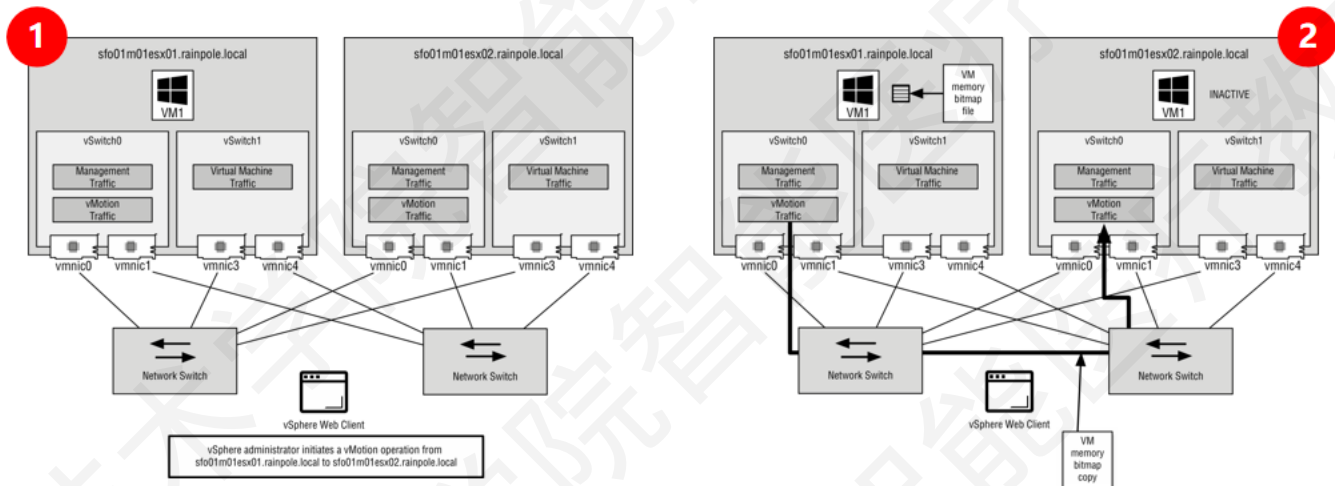 1
sfo01m01esx01.rainpole.local
VM1
vSwitch0
Management
Traffic
vMotion
Traffic
vSwitch1
Virtual Machine
Traffic
vmnic0
vmnic1
vmnic3
vmnic4
sfo01m01esx02.rainpole.local
vSwitch0
Management
Traffic
vMotion
Traffic
vSwitch1
Virtual Machine
Traffic
vmnic0
vmnic1
vmnic3
vmnic4
Network Switch
Network Switch
vSphere Web Client
vSphere administrator initiates a vMotion operation from
sfo01m01esx01.rainpole.local to sfo01m01esx02.rainpole.local
2
sfo01m01esx01.rainpole.local
VM1
VM
memory
bitmap
file
vSwitch0
Management
Traffic
vMotion
Traffic
vSwitch1
Virtual Machine
Traffic
vmnic0
vmnic1
vmnic3
vmnic4
sfo01m01esx02.rainpole.local
VM1
INACTIVE
vSwitch0
Management
Traffic
vMotion
Traffic
vSwitch1
Virtual Machine
Traffic
vmnic0
vmnic1
vmnic3
vmnic4
Network Switch
Network Switch
vSphere Web Client
VM
memory
bitmap
copy